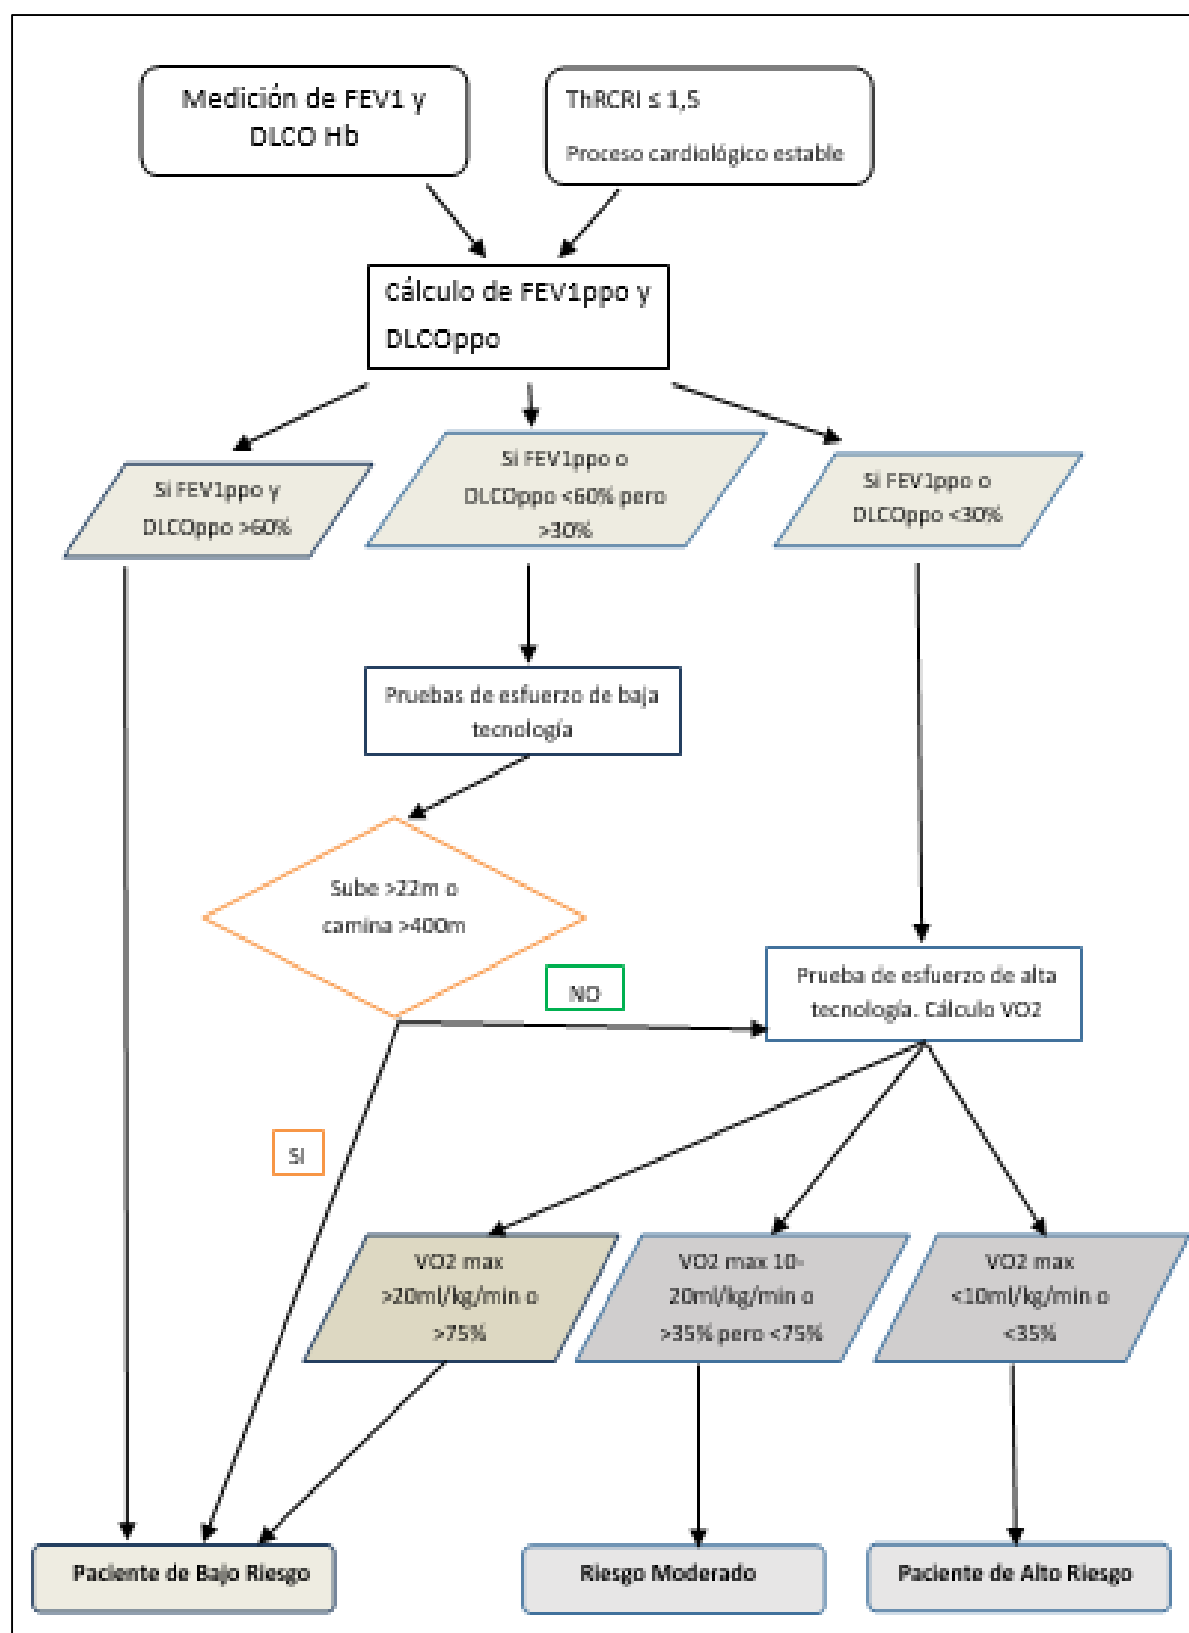 Medición de FEV1 y
DLCO Hb
ThRCRI ≤ 1,5
Proceso cardiológico estable
Cálculo de FEV1ppo y
DLCOppo
Si FEV1ppo y
DLCOppo >60%
Si FEV1ppo o
DLCOppo <60% pero
>30%
Si FEV1ppo o
DLCOppo <30%
Pruebas de esfuerzo de baja
tecnología
Sube >22m o
camina >400m
NO
Prueba de esfuerzo de alta
tecnología. Cálculo VO2
SI
VO2 max
>20ml/kg/min o
>75%
VO2 max 10-
20ml/kg/min o
>35% pero <75%
VO2 max
<10ml/kg/min o
<35%
Paciente de Bajo Riesgo
Riesgo Moderado
Paciente de Alto Riesgo